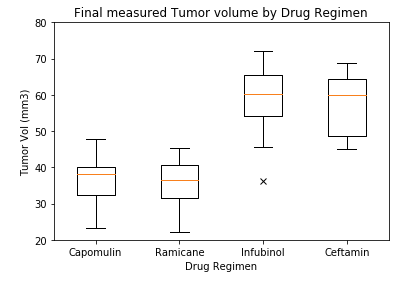 Final measured Tumor volume by Drug Regimen
80
70
60
50
40
30
20
Tumor Vol (mm3)
Capomulin Ramicane Infubinol Ceftamin
Drug Regimen